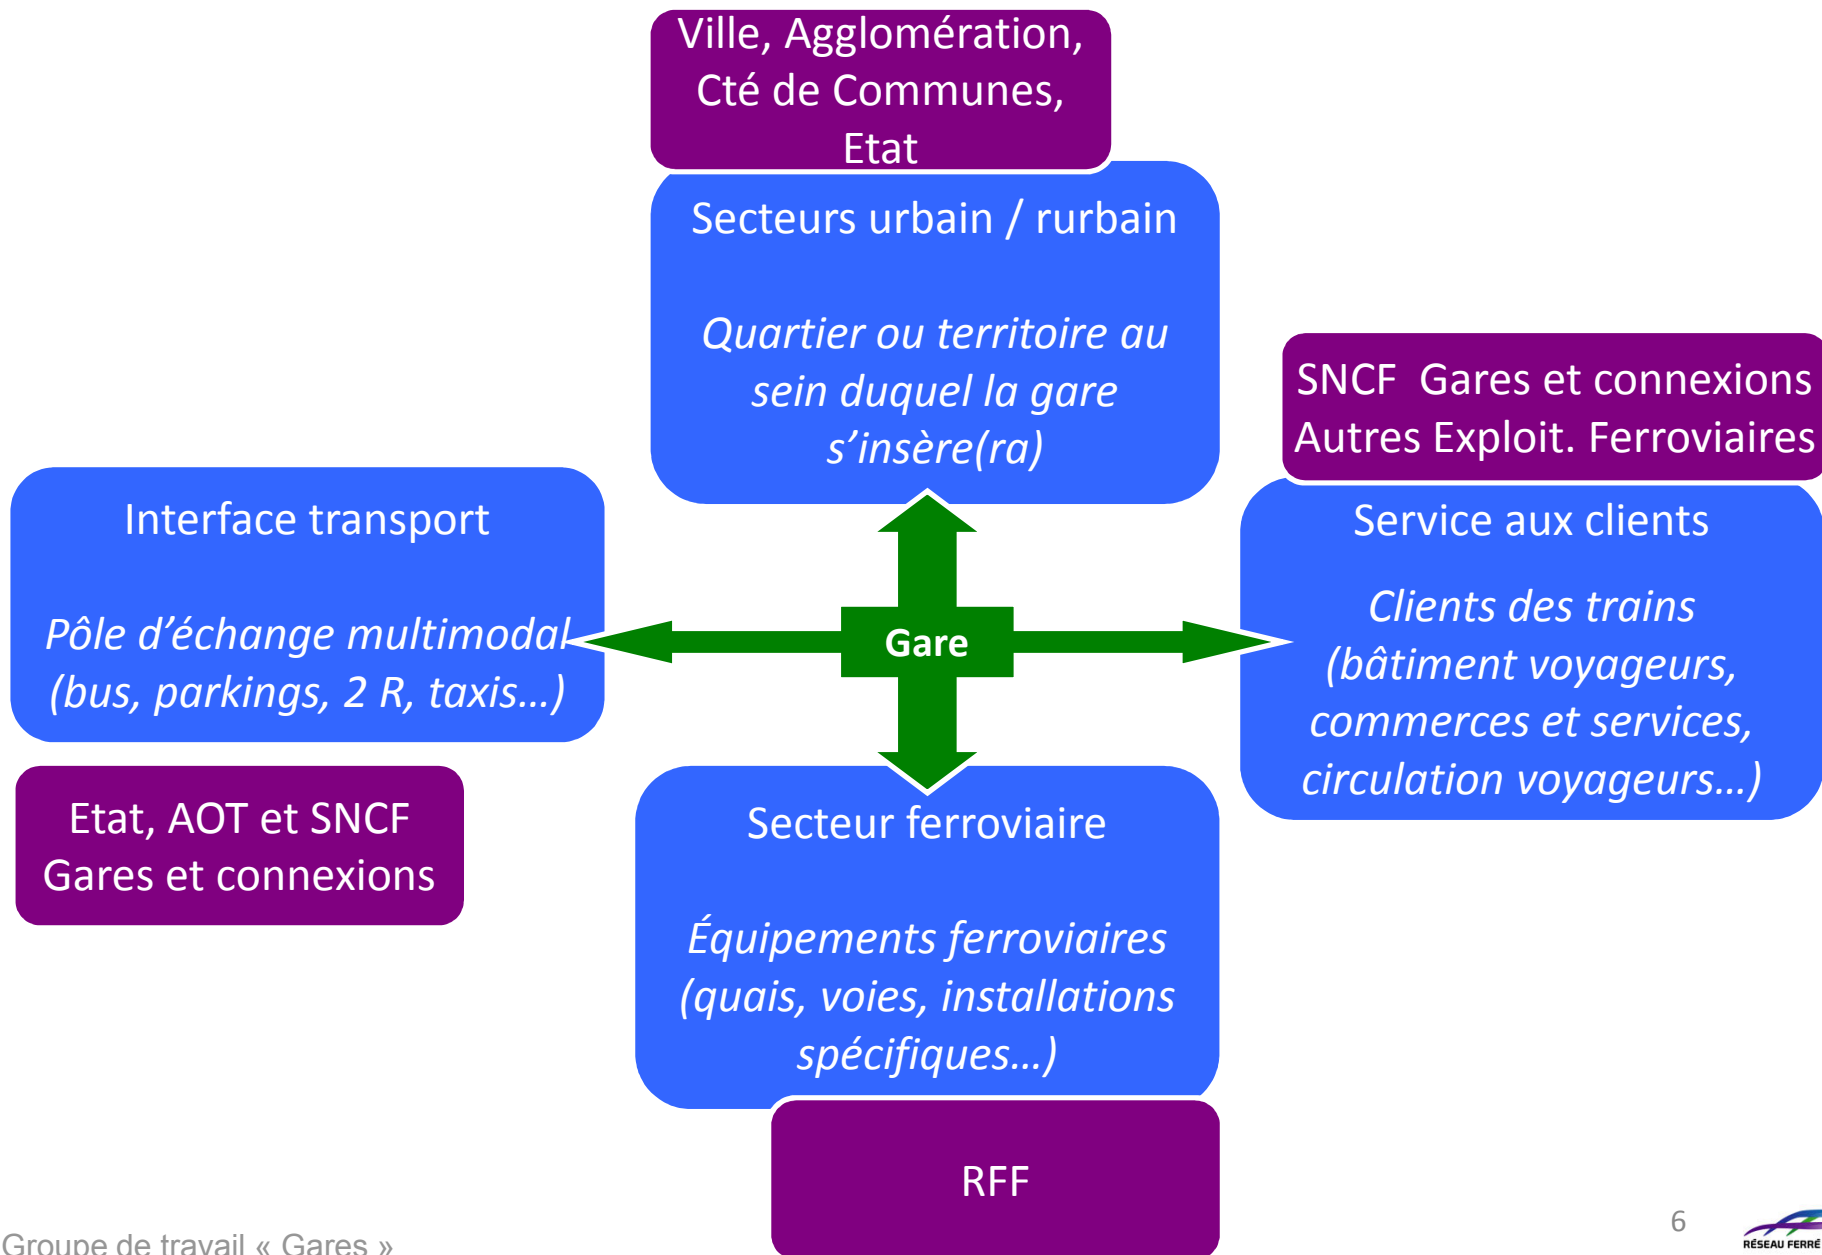 Ville, Agglomération,
Cté de Communes,
Etat
Secteurs urbain / rurbain
Quartier ou territoire au
sein duquel la gare
s’insère(ra)
SNCF  Gares et connexions
Autres Exploit. Ferroviaires
Service aux clients
Clients des trains
(bâtiment voyageurs,
commerces et services,
circulation voyageurs…)
Interface transport
Pôle d’échange multimodal
(bus, parkings, 2 R, taxis…)
Gare
Etat, AOT et SNCF
Gares et connexions
Secteur ferroviaire
Équipements ferroviaires
(quais, voies, installations
spécifiques…)
RFF
Groupe de travail « Gares »
6
RÉSEAU FERRÉ